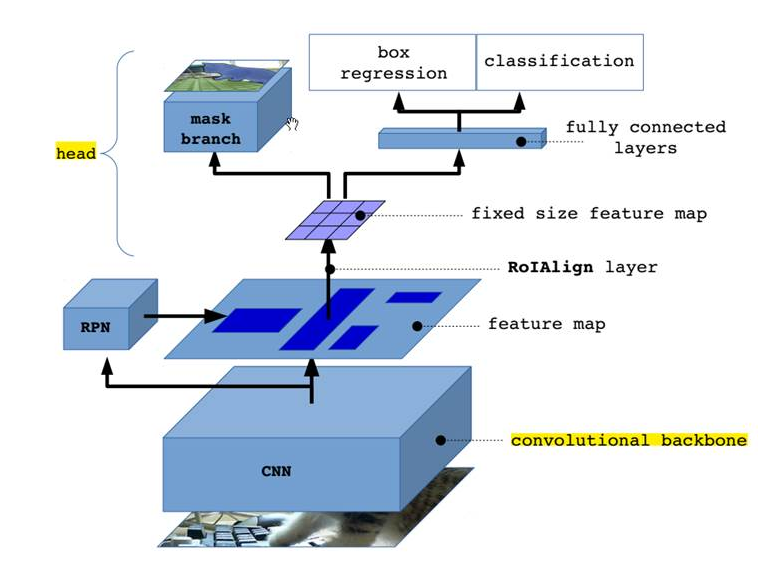 box
regression
classification
mask
branch
fully connected
layers
head
fixed size feature map
RoIAlign layer
RPN
feature map
convolutional backbone
CNN